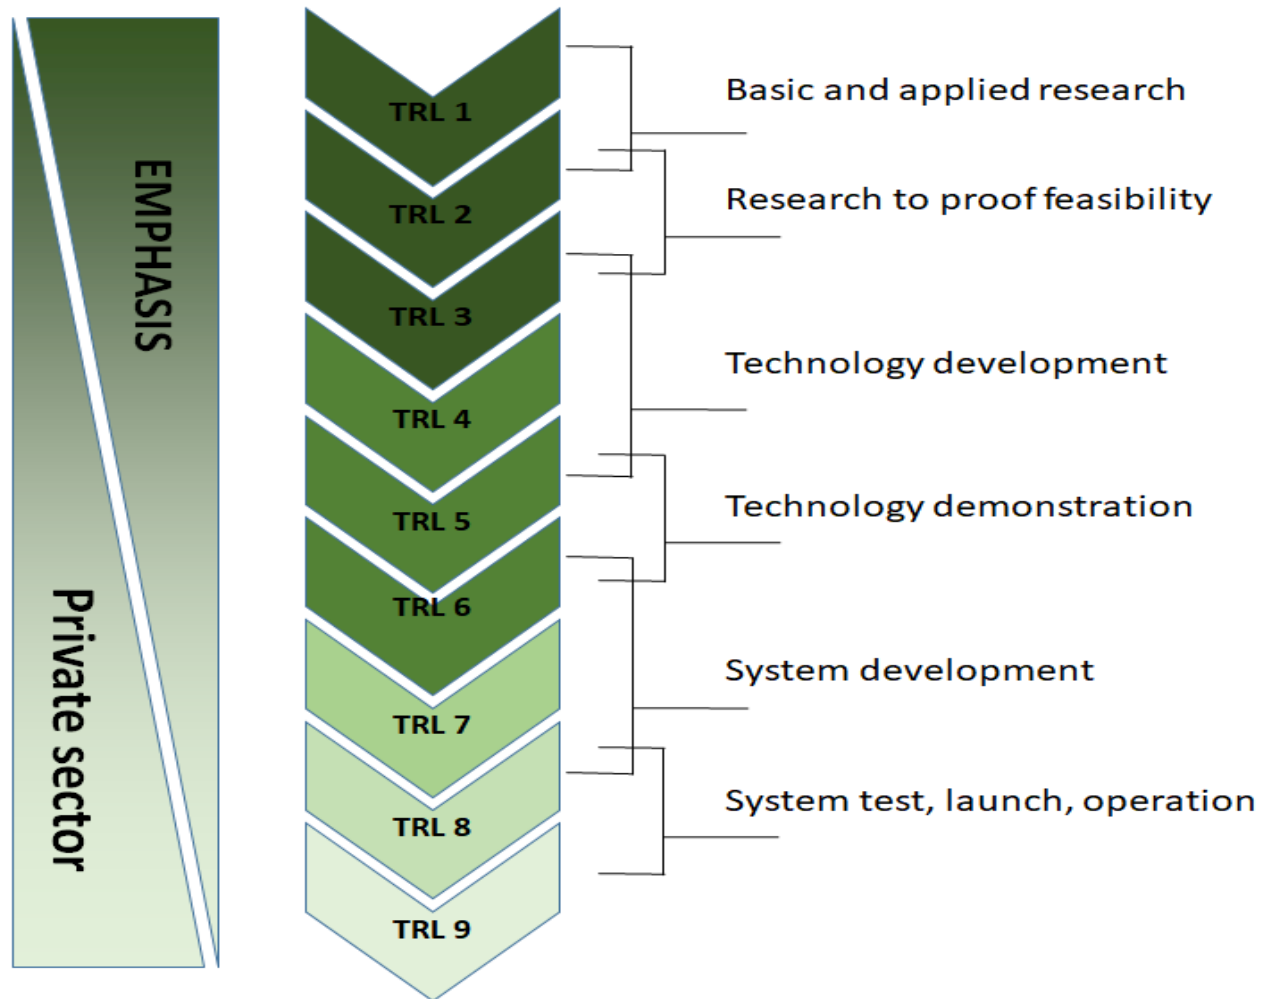 EMPHASIS
Private sector
TRL 1
TRL 2
TRL 3
TRL 4
TRL 5
TRL 6
TRL 7
TRL 8
TRL 9
Basic and applied research
Research to proof feasibility
Technology development
Technology demonstration
System development
System test, launch, operation